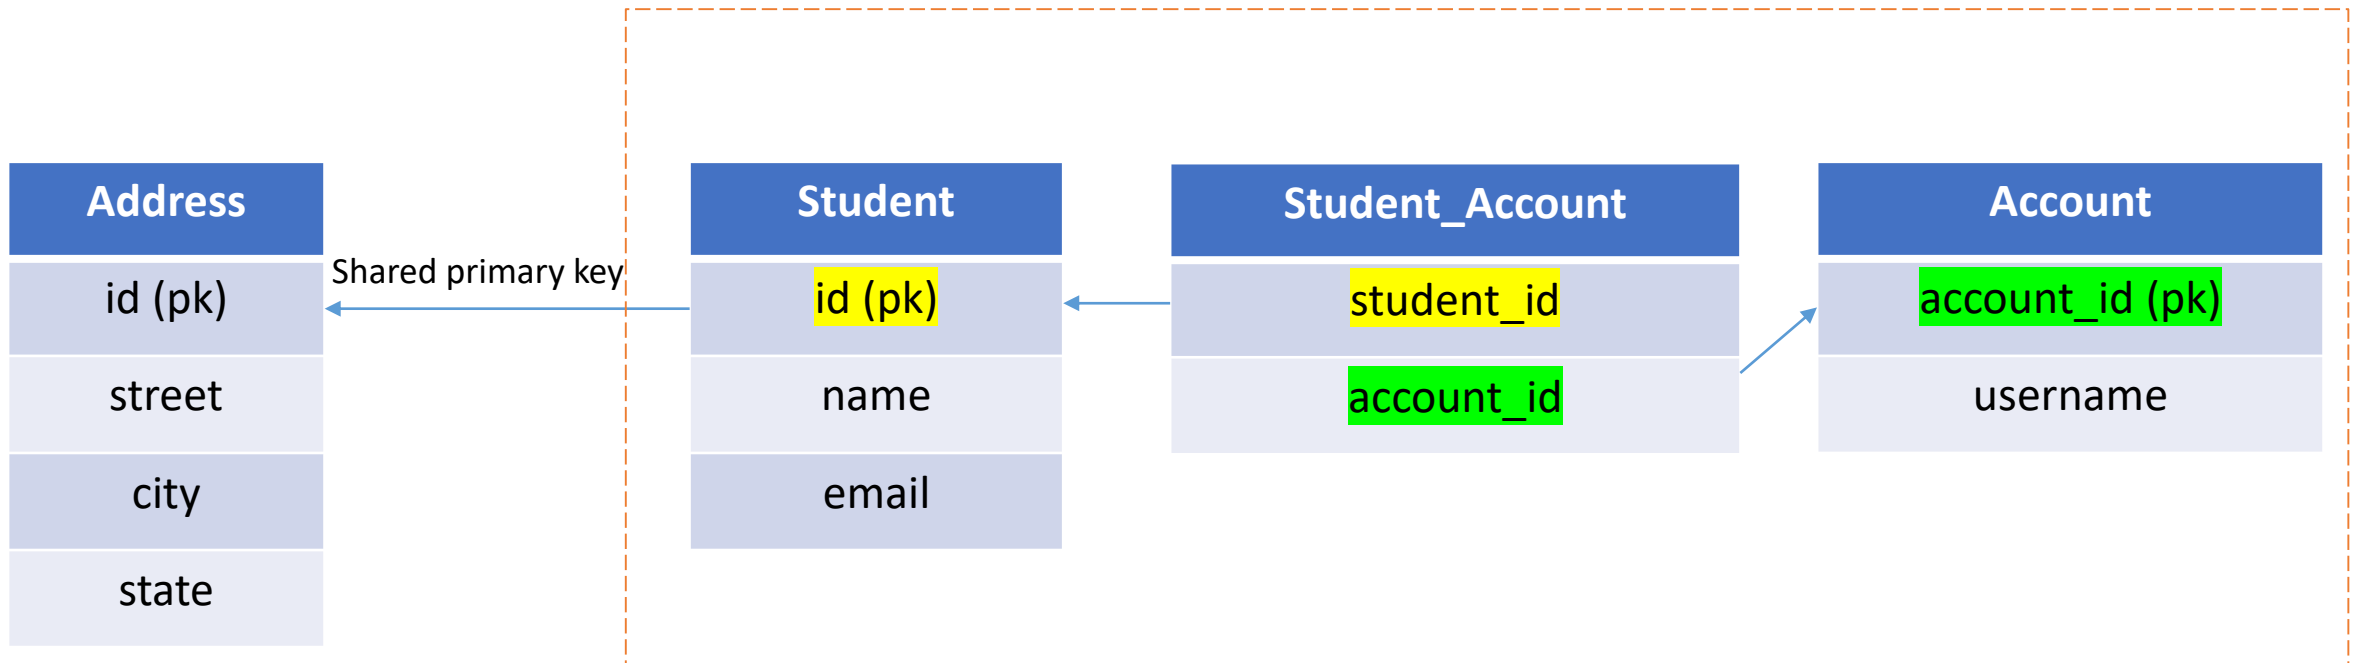 Address
id (pk)
street
city
state
Shared primary key
Student
id (pk)
name
email
Student_Account
student_id
account_id
Account
account_id (pk)
username